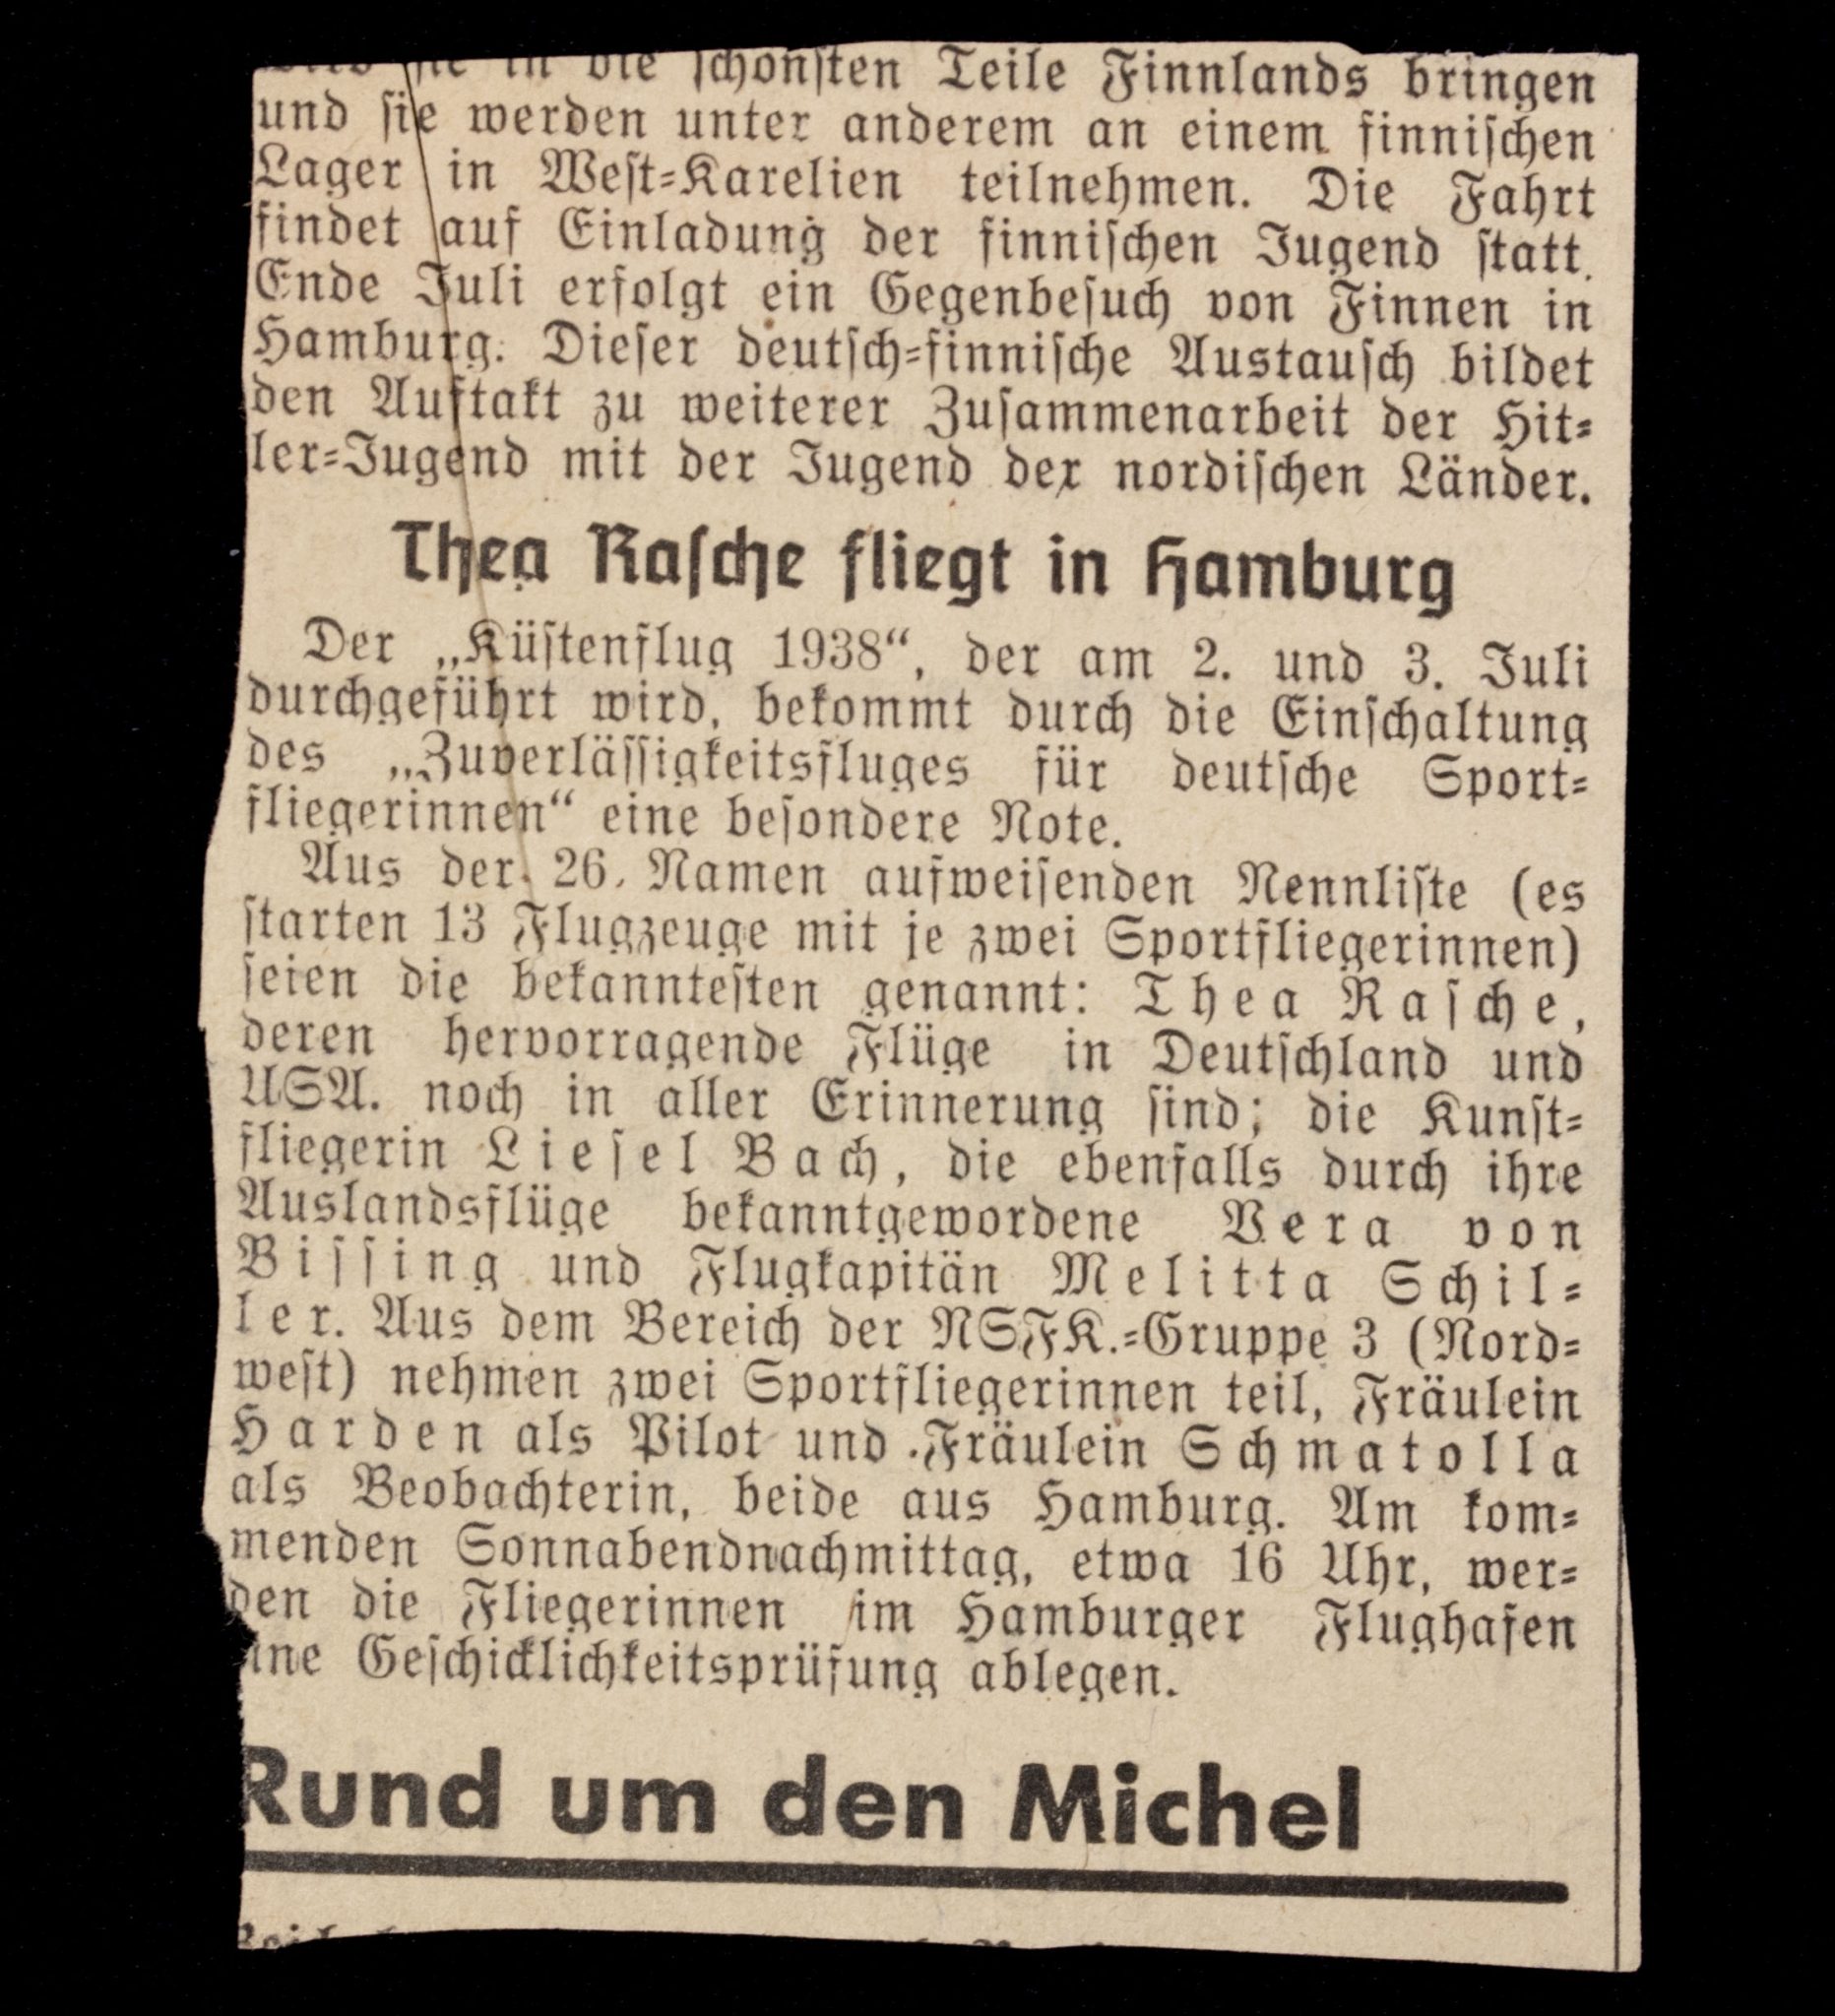 sie in die schönsten Teile Finnlands bringen
und sie werden unter anderem an einem finnischen
Lager in West-Karelien teilnehmen. Die Fahrt
findet auf Einladung der finnischen Jugend statt.
Ende Juli erfolgt ein Gegenbesuch von Finnen in
Hamburg. Dieser deutsch-finnische Austausch bildet
den Auftakt zu weiterer Zusammenarbeit der Hit-
ler-Jugend mit der Jugend der nordischen Länder.
Thea Rasche fliegt in Hamburg
Der „Küstenflug 1938“, der am 2. und 3. Juli
durchgeführt wird, bekommt durch die Einschaltung
des „Zuverlässigkeitsfluges für deutsche Sport-
fliegerinnen“ eine besondere Note.
Aus der 26 Namen aufweisenden Nennliste (es
starten 13 Flugzeuge mit je zwei Sportfliegerinnen)
seien die bekanntesten genannt: Thea Rasche,
deren hervorragende Flüge in Deutschland und
USA. noch in aller Erinnerung sind; die Kunst-
fliegerin Liesel Bach, die ebenfalls durch ihre
Auslandsflüge bekanntgewordene Vera von
Bissing und Flugkapitän Melitta Schil-
ler. Aus dem Bereich der NSFK.-Gruppe 3 (Nord-
west) nehmen zwei Sportfliegerinnen teil, Fräulein
Harden als Pilot und Fräulein Schmatolla
als Beobachterin, beide aus Hamburg. Am kom-
menden Sonnabendnachmittag, etwa 16 Uhr, wer-
den die Fliegerinnen im Hamburger Flughafen
ine Geschicklichkeitsprüfung ablegen.
Rund um den Michel